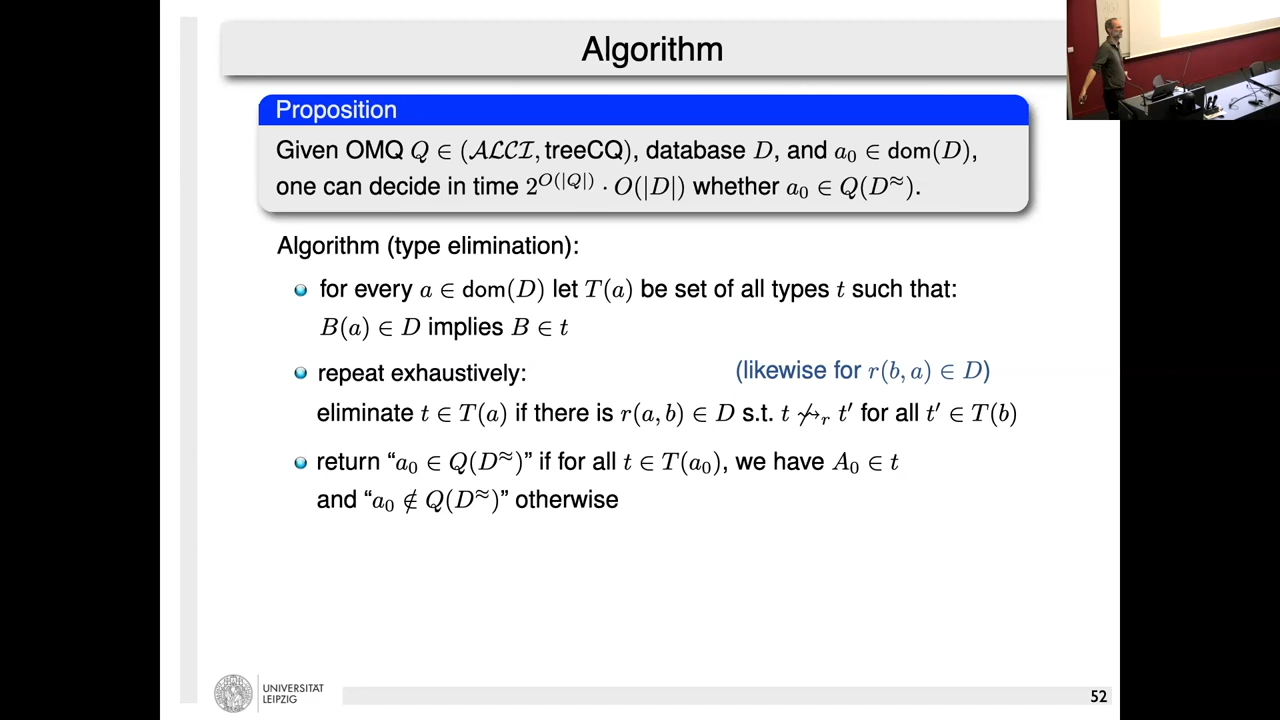 Algorithm
Proposition
Given OMQ Q ∈ (𝒜ℒ𝒞ℐ, treeCQ), database D, and a₀ ∈ dom(D),
one can decide in time 2^{O(|Q|)} · O(|D|) whether a₀ ∈ Q(D^≈).
Algorithm (type elimination):
for every a ∈ dom(D) let T(a) be set of all types t such that:
B(a) ∈ D implies B ∈ t
repeat exhaustively: (likewise for r(b, a) ∈ D)
eliminate t ∈ T(a) if there is r(a, b) ∈ D s.t. t ↝̸ᵣ t′ for all t′ ∈ T(b)
return “a₀ ∈ Q(D^≈)” if for all t ∈ T(a₀), we have A₀ ∈ t
and “a₀ ∉ Q(D^≈)” otherwise
UNIVERSITÄT
LEIPZIG
52